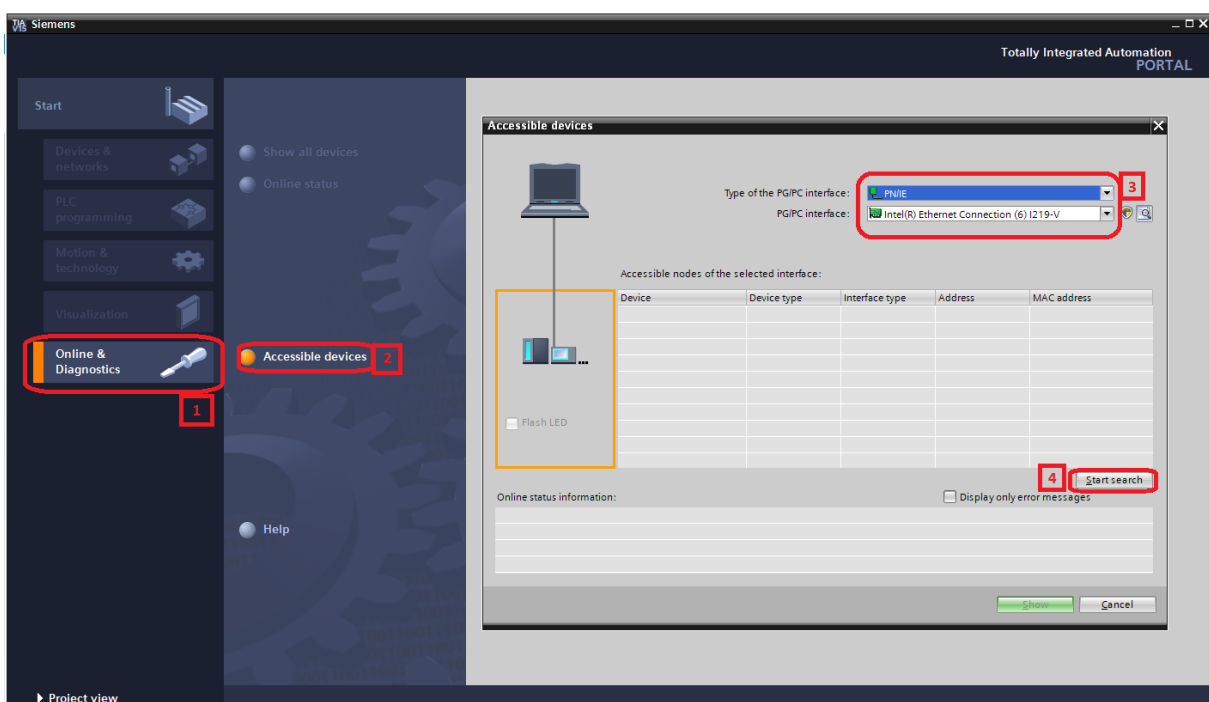 TIA
V15
Siemens
Totally Integrated Automation
PORTAL
Start
Devices &
networks
PLC
programming
Motion &
technology
Visualization
Online &
Diagnostics
1
Show all devices
Online status
Accessible devices
2
Help
Accessible devices
Type of the PG/PC interface:
PN/IE
3
PG/PC interface:
Intel(R) Ethernet Connection (6) I219-V
Accessible nodes of the selected interface:
Device Device type Interface type Address MAC address
Flash LED
4
Start search
Online status information:
Display only error messages
Show
Cancel
Project view